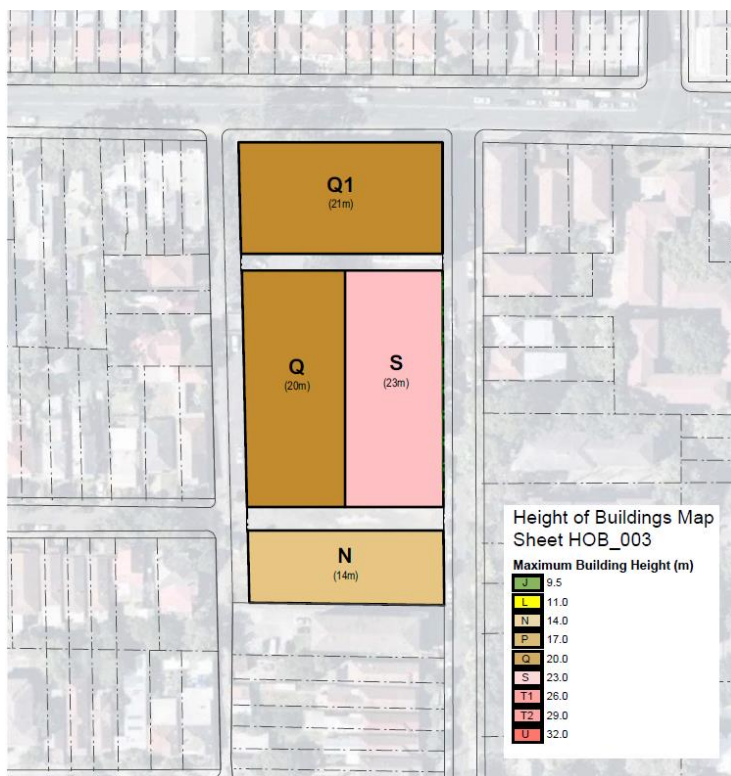 Q1
(21m)
Q
(20m)
S
(23m)
N
(14m)
Height of Buildings Map
Sheet HOB_003
Maximum Building Height (m)
J 9.5
L 11.0
N 14.0
P 17.0
Q 20.0
S 23.0
T1 26.0
T2 29.0
U 32.0